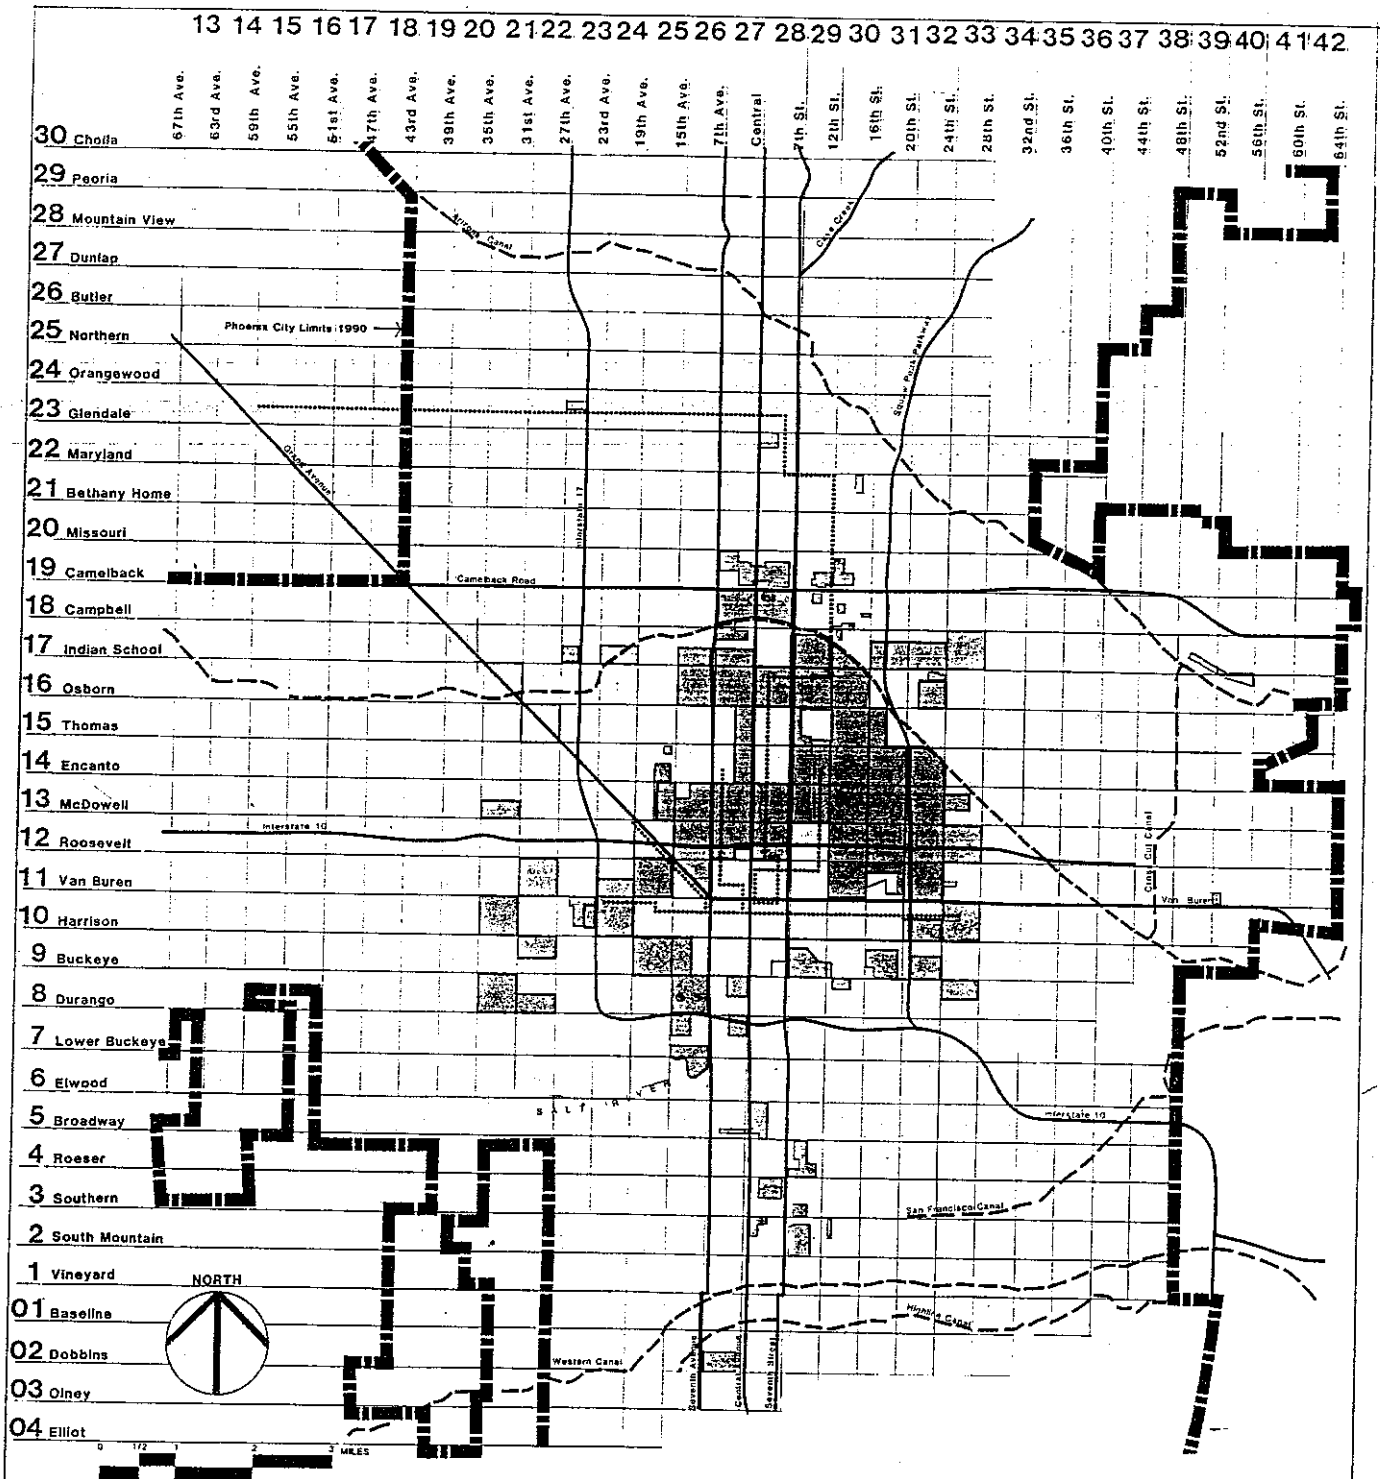 13 14 15 16 17 18 19 20 21 22 23 24 25 26 27 28 29 30 31 32 33 34 35 36 37 38 39 40 41 42
67th Ave.
63rd Ave.
59th Ave.
55th Ave.
51st Ave.
47th Ave.
43rd Ave.
39th Ave.
35th Ave.
31st Ave.
27th Ave.
23rd Ave.
19th Ave.
15th Ave.
7th Ave.
Central
7th St.
12th St.
16th St.
20th St.
24th St.
28th St.
32nd St.
36th St.
40th St.
44th St.
48th St.
52nd St.
56th St.
60th St.
64th St.
30 Cholla
29 Peoria
28 Mountain View
27 Dunlap
26 Butler
25 Northern
24 Orangewood
23 Glendale
22 Maryland
21 Bethany Home
20 Missouri
19 Camelback
18 Campbell
17 Indian School
16 Osborn
15 Thomas
14 Encanto
13 McDowell
12 Roosevelt
11 Van Buren
10 Harrison
9 Buckeye
8 Durango
7 Lower Buckeye
6 Elwood
5 Broadway
4 Roeser
3 Southern
2 South Mountain
1 Vineyard
01 Baseline
02 Dobbins
03 Olney
04 Elliot
Arizona Canal
Cave Creek
Squaw Peak Parkway
Phoenix City Limits 1990
Grand Avenue
Interstate 17
Camelback Road
Interstate 10
Cross Cut Canal
Van Buren
SALT RIVER
Interstate 10
San Francisco Canal
Highline Canal
Western Canal
Seventh Avenue
Central Avenue
Seventh Street
NORTH
0 1/2 1 2 3 MILES